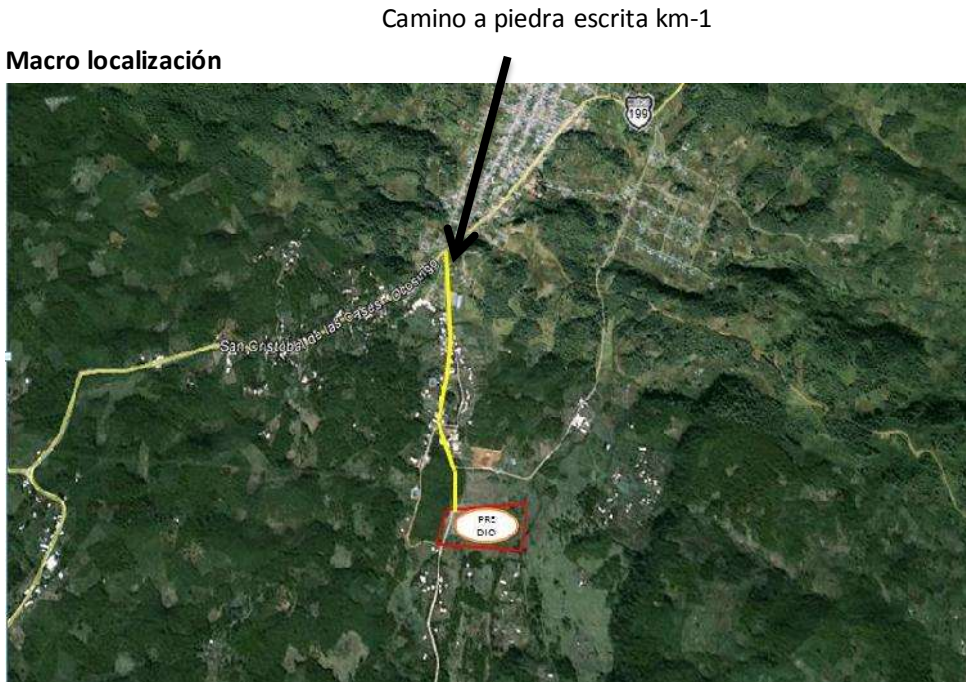 Camino a piedra escrita km-1
Macro localización
199
San Cristobal de las Casas - Ocosingo
PRE
DIO